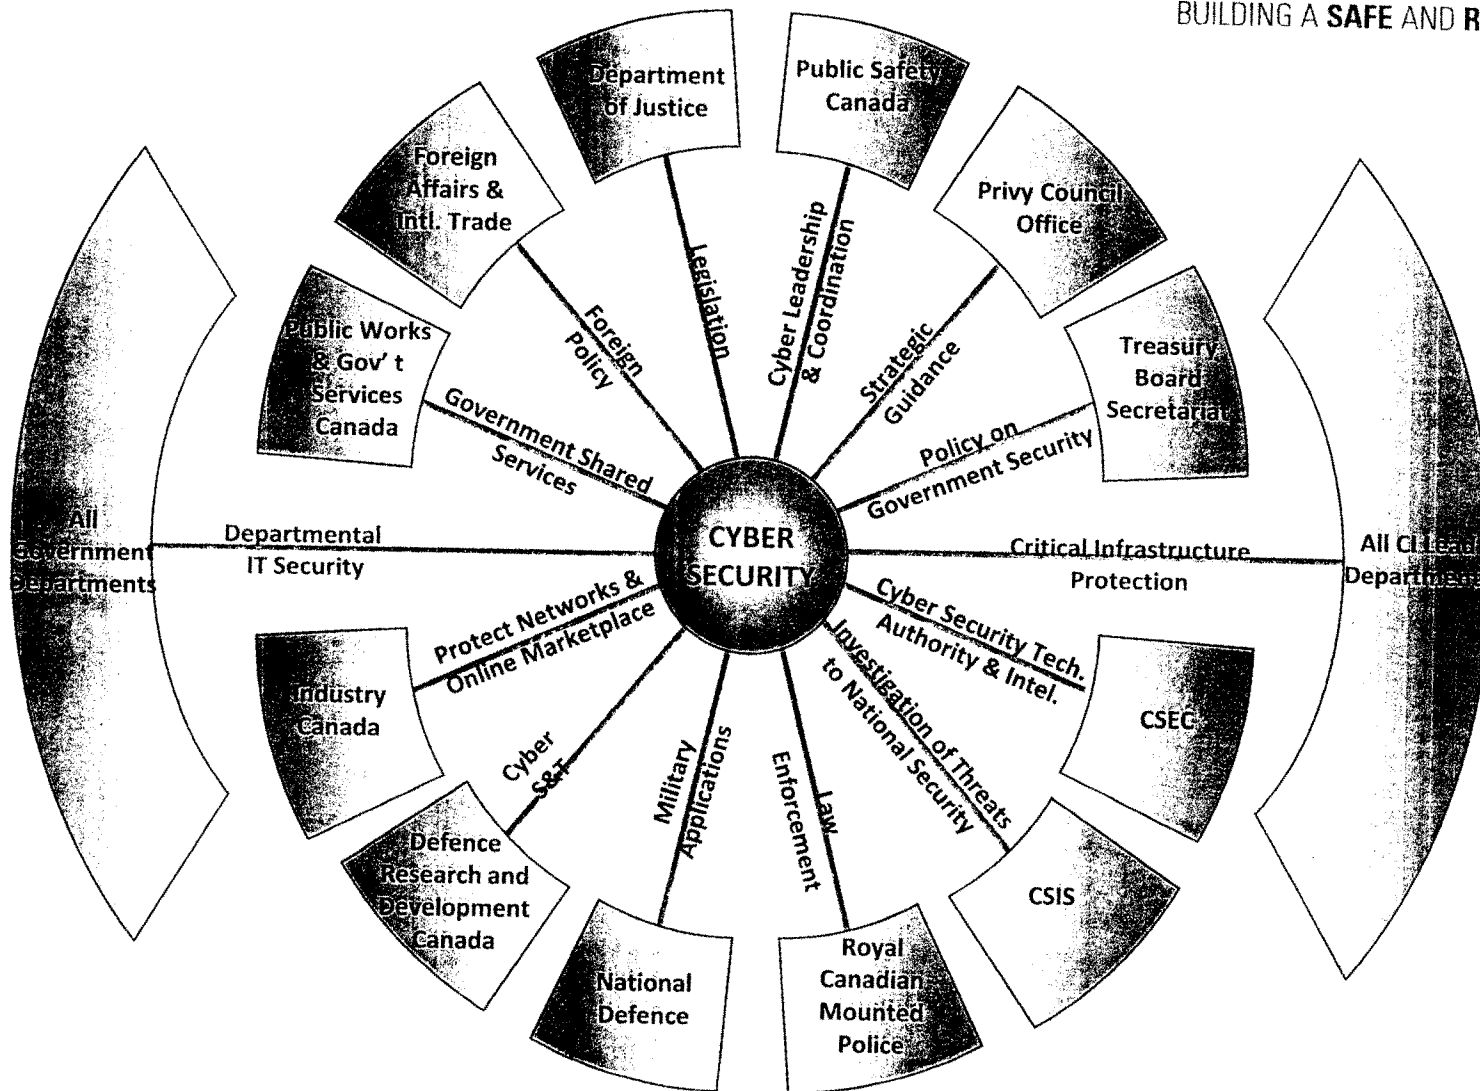 BUILDING A SAFE AND R
Department
of Justice
Public Safety
Canada
Foreign
Affairs &
Intl. Trade
Privy Council
Office
Public Works
& Gov' t
Services
Canada
Treasury
Board
Secretariat
Legislation
Cyber Leadership
& Coordination
Foreign
Policy
Strategic
Guidance
Government Shared
Services
Policy on
Government Security
CYBER
SECURITY
All
Government
Departments
Departmental
IT Security
Critical Infrastructure
Protection
All CI Lead
Protect Networks &
Online Marketplace
Cyber Security Tech.
Authority & Intel.
Investigation of Threats
to National Security
Industry
Canada
CSEC
Cyber
S&T
Military
Applications
Law
Enforcement
Defence
Research and
Development
Canada
CSIS
National
Defence
Royal
Canadian
Mounted
Police